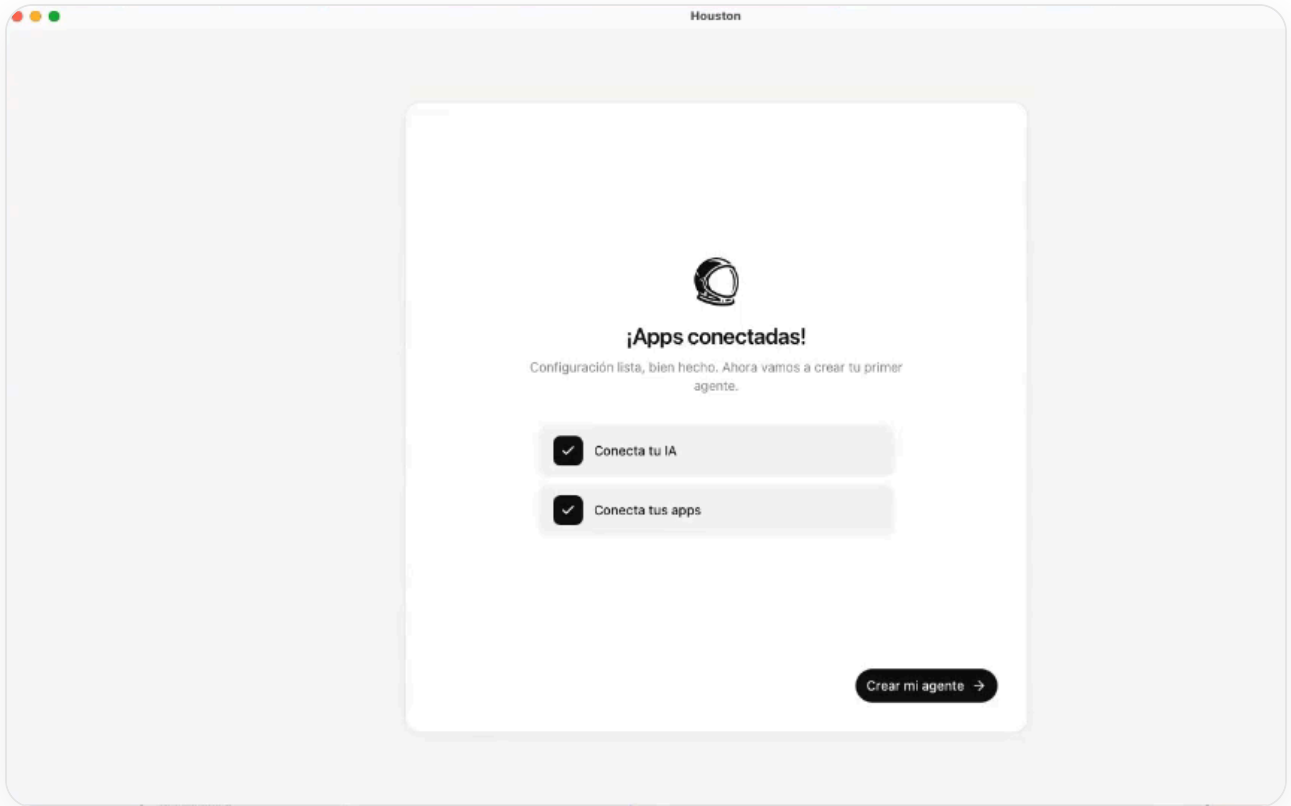 Houston
¡Apps conectadas!
Configuración lista, bien hecho. Ahora vamos a crear tu primer
agente.
Conecta tu IA
Conecta tus apps
Crear mi agente →